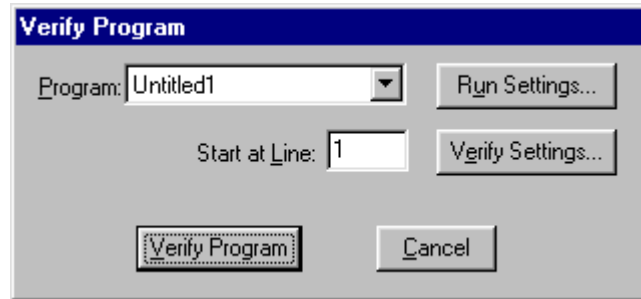 Verify Program
Program: Untitled1 Run Settings...
Start at Line: 1 Verify Settings...
Verify Program Cancel